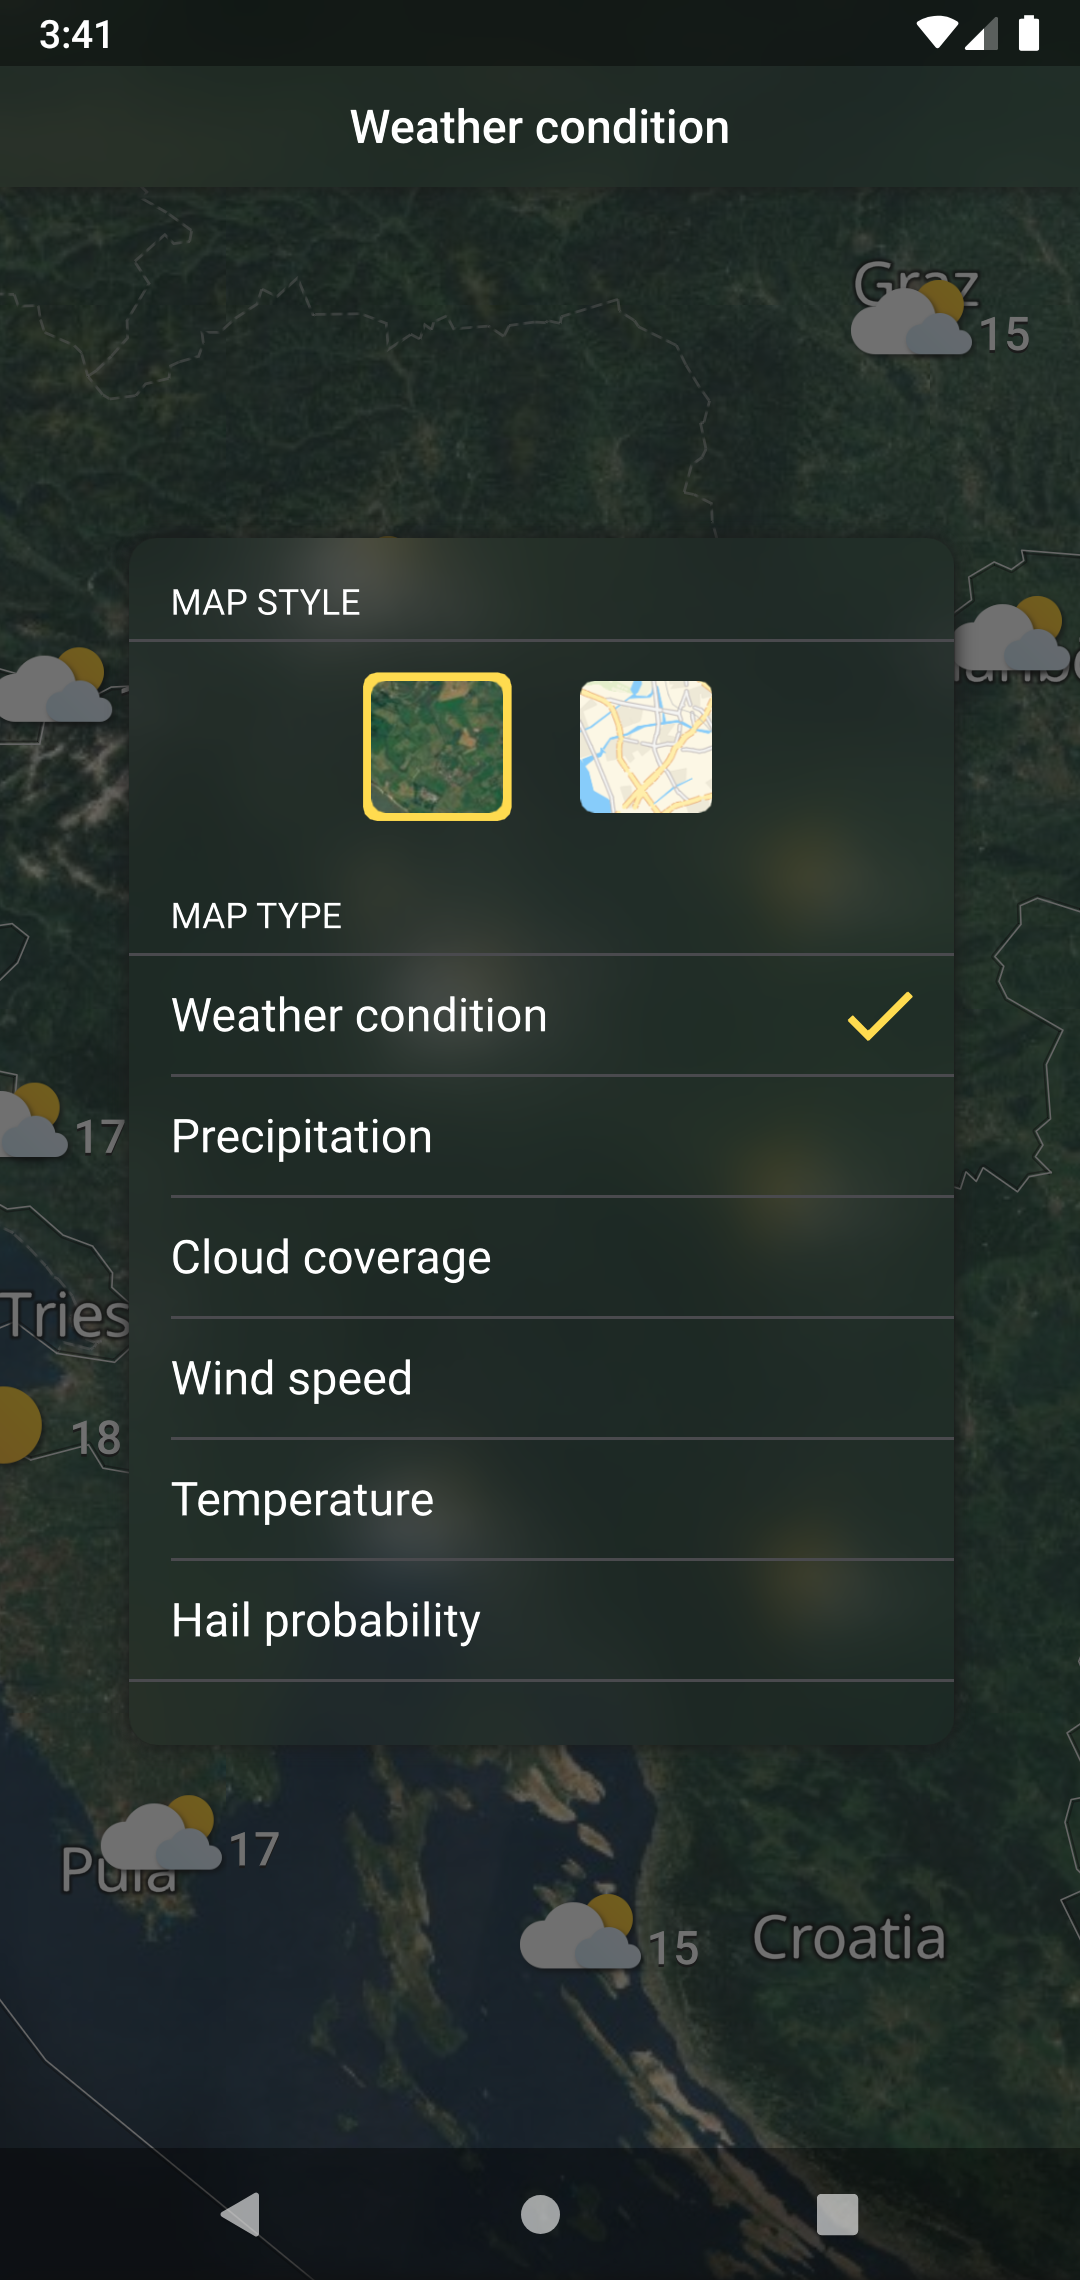 3:41
Weather condition
Graz
15
MAP STYLE
MAP TYPE
Weather condition
Precipitation
17
Cloud coverage
Tries
Wind speed
18
Temperature
Hail probability
17
Pula
15
Croatia